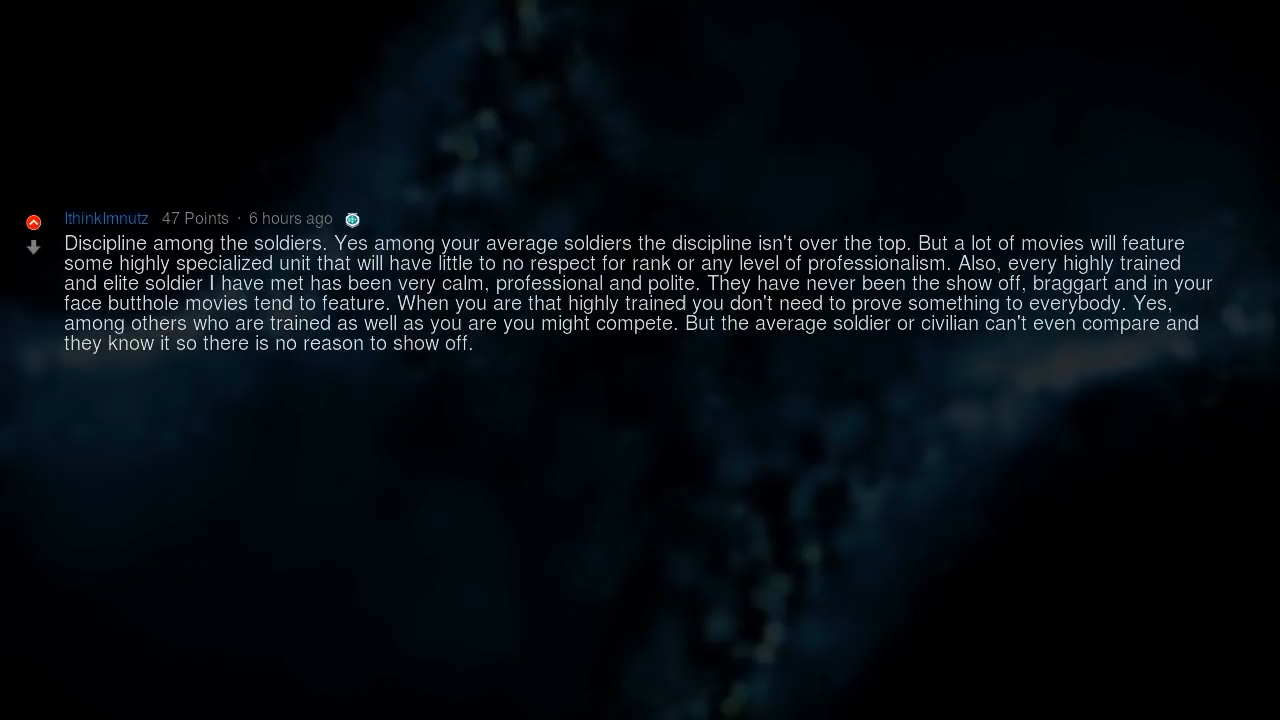 IthinkImnutz 47 Points · 6 hours ago
Discipline among the soldiers. Yes among your average soldiers the discipline isn't over the top. But a lot of movies will feature
some highly specialized unit that will have little to no respect for rank or any level of professionalism. Also, every highly trained
and elite soldier I have met has been very calm, professional and polite. They have never been the show off, braggart and in your
face butthole movies tend to feature. When you are that highly trained you don't need to prove something to everybody. Yes,
among others who are trained as well as you are you might compete. But the average soldier or civilian can't even compare and
they know it so there is no reason to show off.